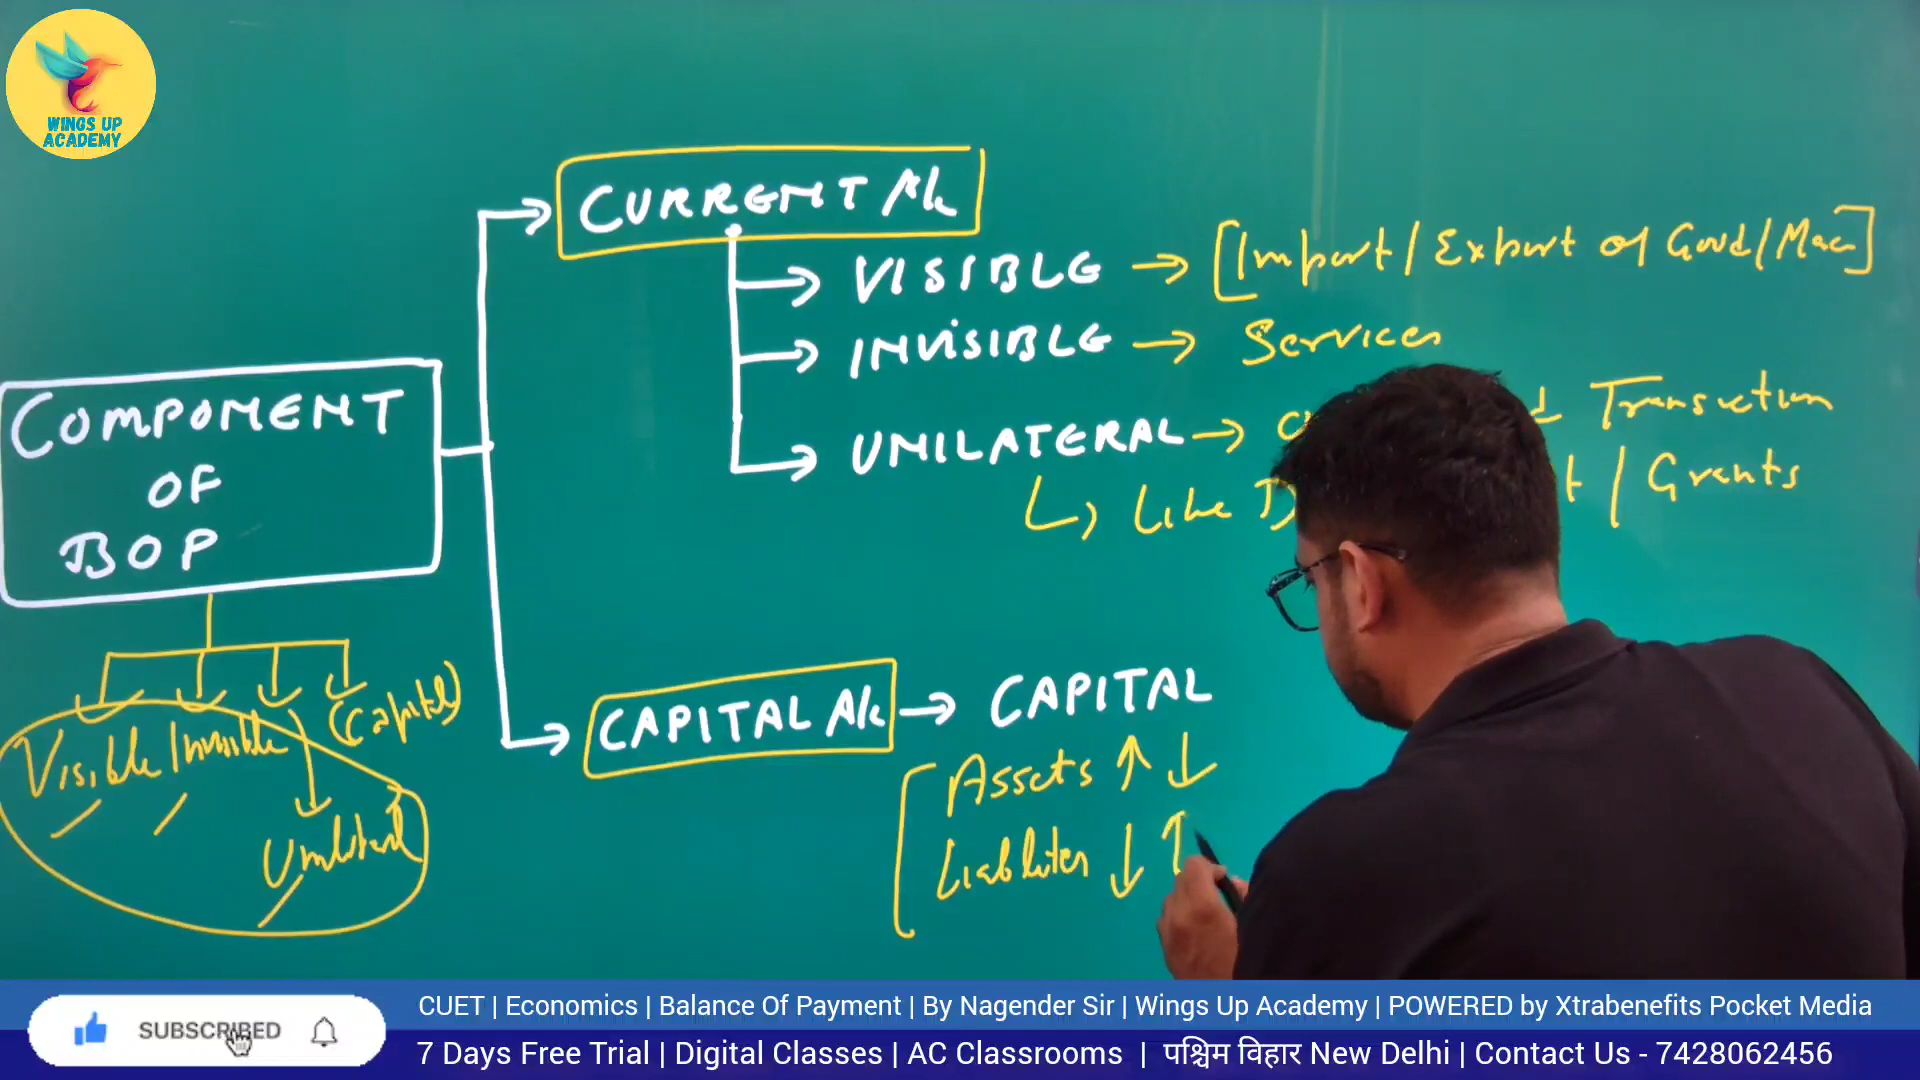 WINGS UP
ACADEMY
CURRENT A/c
VISIBLE → [Import/Export of Good/Mac]
INVISIBLE → Services
UNILATERAL → Transaction
↳ Like / Grants
COMPONENT
OF
BOP
Visible Invisible (Capital)
Unilateral
CAPITAL A/c → CAPITAL
Assets ↑ ↓
Liabilites ↓ ↑
SUBSCRIBED
CUET | Economics | Balance Of Payment | By Nagender Sir | Wings Up Academy | POWERED by Xtrabenefits Pocket Media
7 Days Free Trial | Digital Classes | AC Classrooms | पश्चिम विहार New Delhi | Contact Us - 7428062456